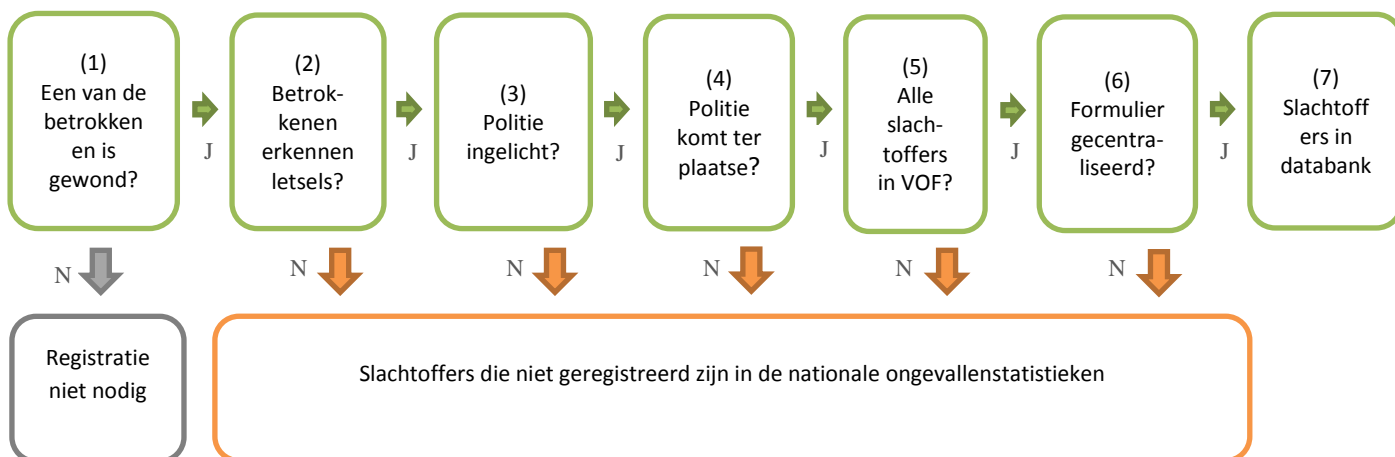 (1)
Een van de
betrokken
en is
gewond?
J
(2)
Betrok-
kenen
erkennen
letsels?
J
(3)
Politie
ingelicht?
J
(4)
Politie
komt ter
plaatse?
J
(5)
Alle
slach-
toffers
in VOF?
J
(6)
Formulier
gecentra-
liseerd?
J
(7)
Slachtoff
ers in
databank
N
N
N
N
N
N
Registratie
niet nodig
Slachtoffers die niet geregistreerd zijn in de nationale ongevallenstatistieken